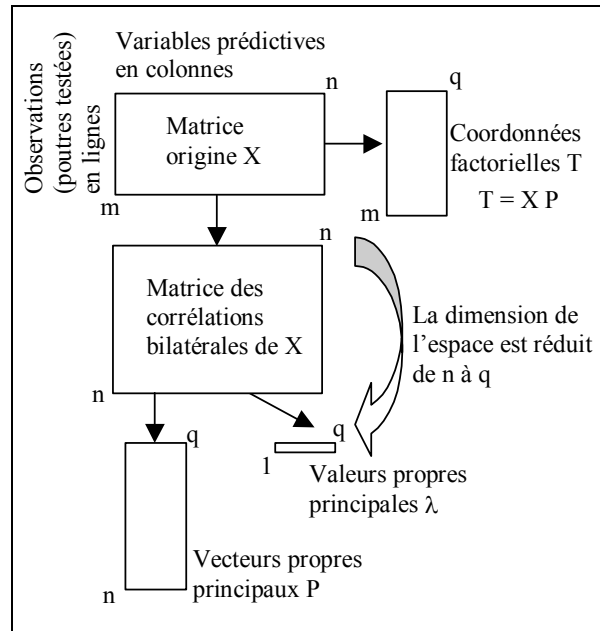 Variables prédictives
en colonnes
Observations
(poutres testées)
en lignes
n
q
Matrice
origine X
Coordonnées
factorielles T
T = X P
m
m
n
Matrice des
corrélations
bilatérales de X
La dimension de
l’espace est réduit
de n à q
n
q
q
1
Valeurs propres
principales λ
Vecteurs propres
principaux P
n